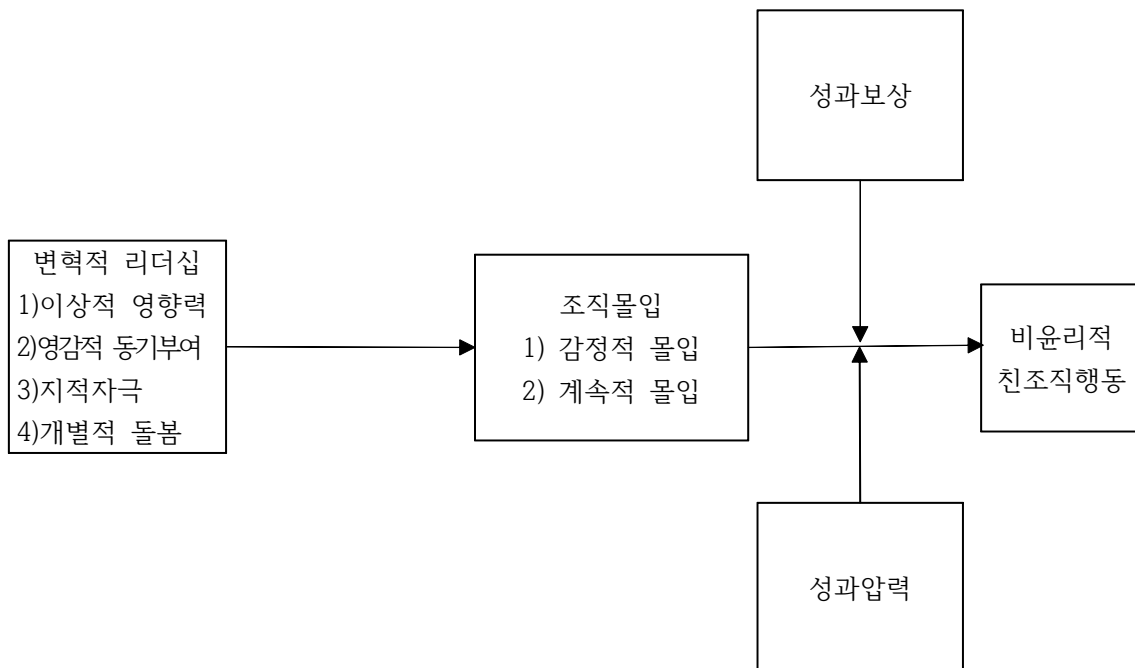 성과보상
변혁적 리더십
1)이상적 영향력
2)영감적 동기부여
3)지적자극
4)개별적 돌봄
조직몰입
1) 감정적 몰입
2) 계속적 몰입
비윤리적
친조직행동
성과압력